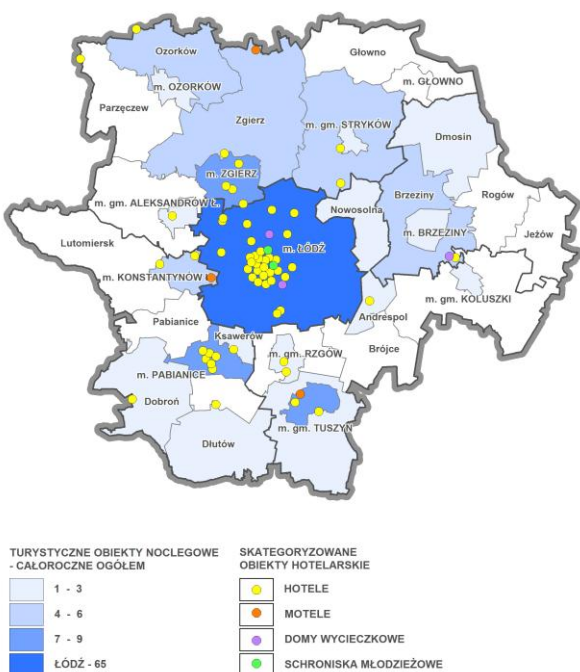 Ozorków
m. OZORKÓW
Głowno
m. GŁOWNO
Parzęczew
Zgierz
m. gm. STRYKÓW
Dmosin
m. ZGIERZ
m. gm. ALEKSANDRÓW Ł.
Nowosolna
Brzeziny
Rogów
m. BRZEZINY
Jeżów
Lutomiersk
m. ŁÓDŹ
m. KONSTANTYNÓW Ł.
m. gm. KOLUSZKI
Pabianice
Ksawerów
Andrespol
Brójce
m. gm. RZGÓW
m. PABIANICE
Dobroń
Dłutów
m. gm. TUSZYN
TURYSTYCZNE OBIEKTY NOCLEGOWE
- CAŁOROCZNE OGÓŁEM
1 - 3
4 - 6
7 - 9
ŁÓDŹ - 65
SKATEGORYZOWANE
OBIEKTY HOTELARSKIE
HOTELE
MOTELE
DOMY WYCIECZKOWE
SCHRONISKA MŁODZIEŻOWE